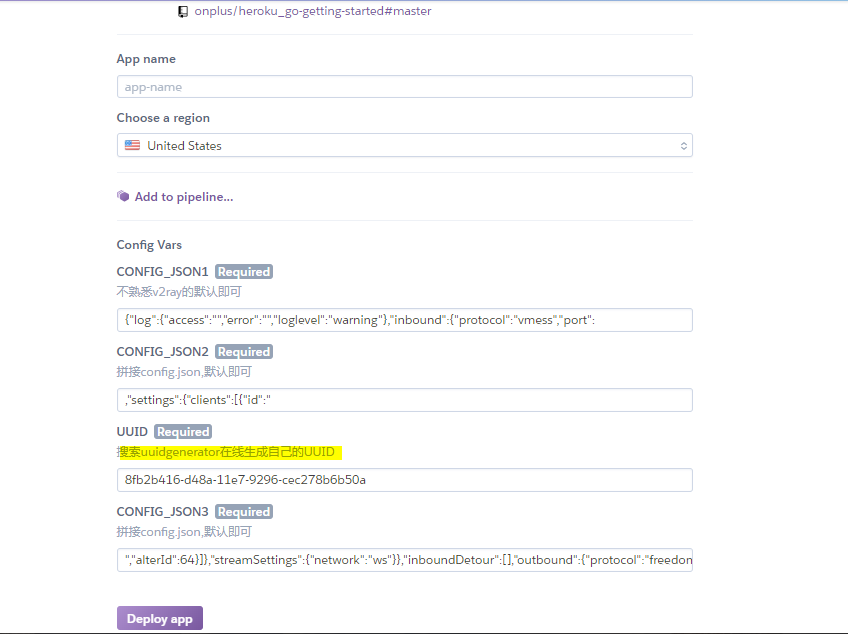 onplus/heroku_go-getting-started#master
App name
app-name
Choose a region
United States
Add to pipeline...
Config Vars
CONFIG_JSON1 Required
不熟悉v2ray的默认即可
{"log":{"access":"","error":"","loglevel":"warning"},"inbound":{"protocol":"vmess","port":
CONFIG_JSON2 Required
拼接config.json,默认即可
,"settings":{"clients":[{"id":"
UUID Required
搜索uuidgenerator在线生成自己的UUID
8fb2b416-d48a-11e7-9296-cec278b6b50a
CONFIG_JSON3 Required
拼接config.json,默认即可
","alterId":64}]},"streamSettings":{"network":"ws"}},"inboundDetour":[],"outbound":{"protocol":"freedon
Deploy app